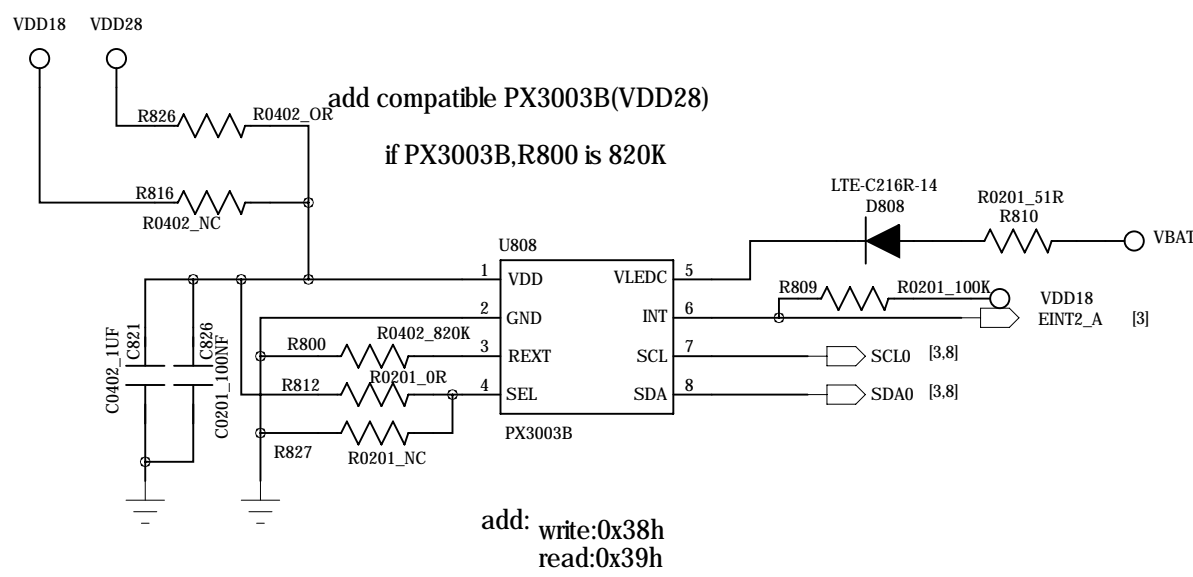 VDD18 VDD28
add compatible PX3003B(VDD28)
R826 R0402_OR
if PX3003B,R800 is 820K
R816
R0402_NC
LTE-C216R-14
D808
R0201_51R
R810
VBAT
U808
1 VDD VLEDC 5
R809 R0201_100K
VDD18
2 GND INT 6
EINT2_A [3]
R0402_820K
R800
3 REXT SCL 7
SCL0 [3,8]
R0201_0R
R812
4 SEL SDA 8
SDA0 [3,8]
C0402_1UF
C821
C826
C0201_100NF
R827
R0201_NC
PX3003B
add: write:0x38h
read:0x39h